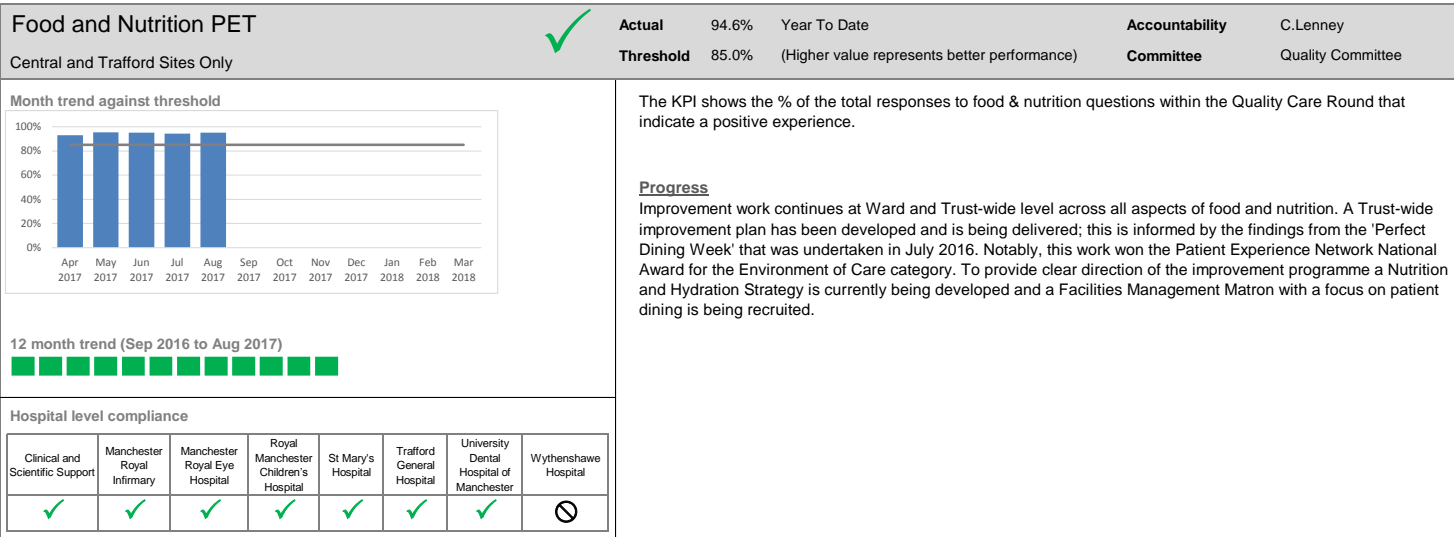 Food and Nutrition PET
Central and Trafford Sites Only
Actual 94.6% Year To Date
Threshold 85.0% (Higher value represents better performance)
Accountability C.Lenney
Committee Quality Committee
Month trend against threshold
100%
80%
60%
40%
20%
0%
Apr May Jun Jul Aug Sep Oct Nov Dec Jan Feb Mar
2017 2017 2017 2017 2017 2017 2017 2017 2017 2018 2018 2018
12 month trend (Sep 2016 to Aug 2017)
Hospital level compliance
Clinical and
Scientific Support
Manchester
Royal
Infirmary
Manchester
Royal Eye
Hospital
Royal
Manchester
Children's
Hospital
St Mary's
Hospital
Trafford
General
Hospital
University
Dental
Hospital of
Manchester
Wythenshawe
Hospital
The KPI shows the % of the total responses to food & nutrition questions within the Quality Care Round that
indicate a positive experience.
Progress
Improvement work continues at Ward and Trust-wide level across all aspects of food and nutrition. A Trust-wide
improvement plan has been developed and is being delivered; this is informed by the findings from the 'Perfect
Dining Week' that was undertaken in July 2016. Notably, this work won the Patient Experience Network National
Award for the Environment of Care category. To provide clear direction of the improvement programme a Nutrition
and Hydration Strategy is currently being developed and a Facilities Management Matron with a focus on patient
dining is being recruited.